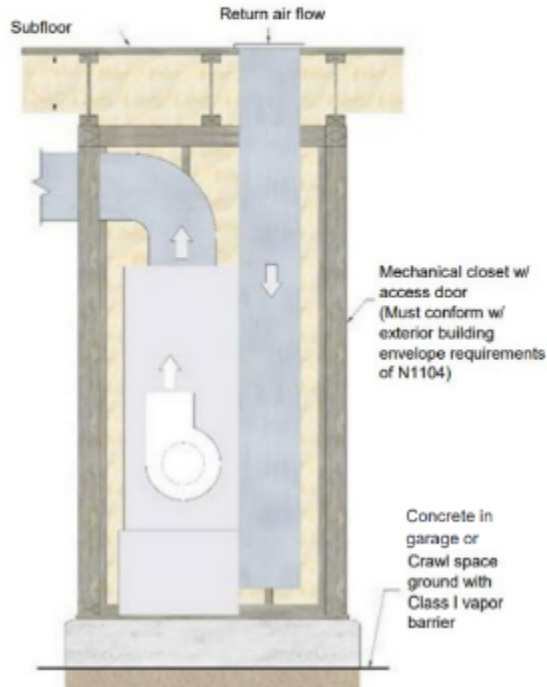 Return air flow
Subfloor
Mechanical closet w/
access door
(Must conform w/
exterior building
envelope requirements
of N1104)
Concrete in
garage or
Crawl space
ground with
Class I vapor
barrier